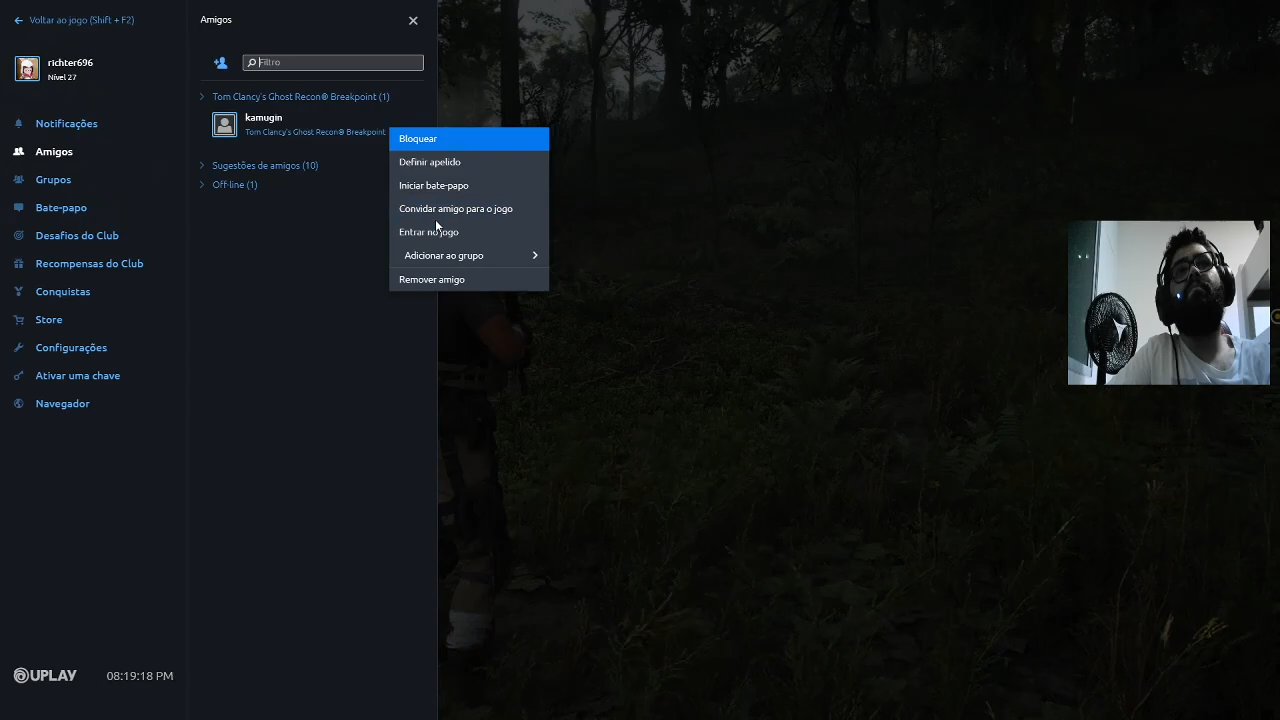 Voltar ao jogo (Shift + F2)
richter696
Nível 27
Notificações
Amigos
Grupos
Bate-papo
Desafios do Club
Recompensas do Club
Conquistas
Store
Configurações
Ativar uma chave
Navegador
UPLAY
08:19:18 PM
Amigos
Filtro
Tom Clancy's Ghost Recon® Breakpoint (1)
kamugin
Tom Clancy's Ghost Recon® Breakpoint
Sugestões de amigos (10)
Off-line (1)
Bloquear
Definir apelido
Iniciar bate-papo
Convidar amigo para o jogo
Entrar no jogo
Adicionar ao grupo
Remover amigo